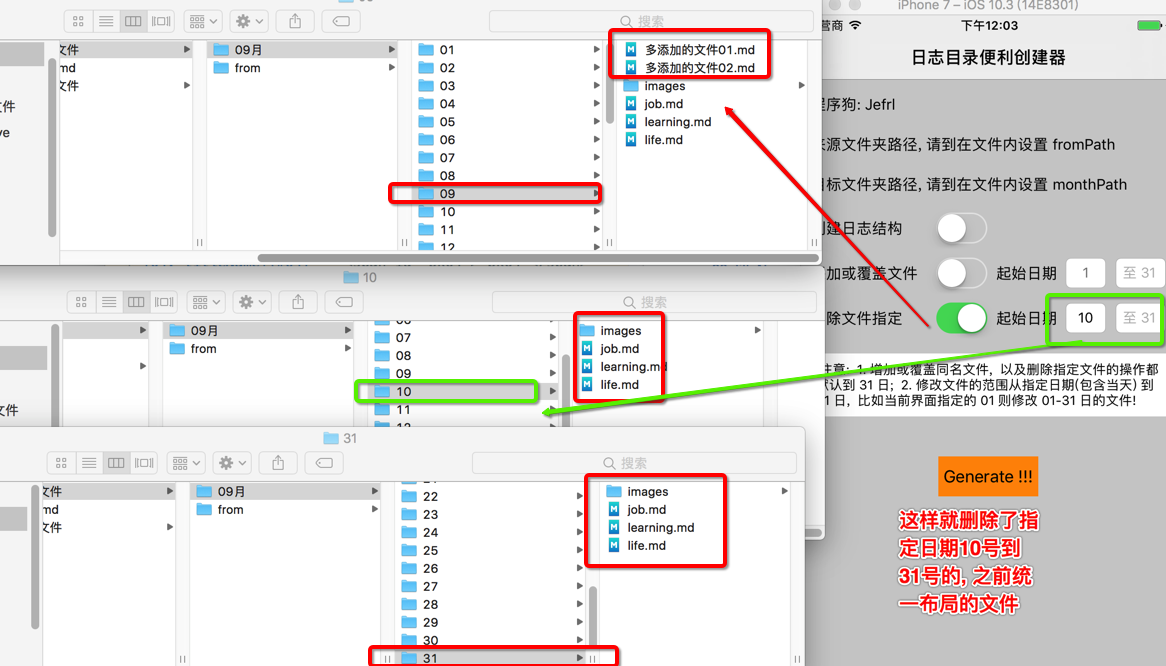 搜索
文件
md
文件
文件
ve
09月
from
01
02
03
04
05
06
07
08
09
10
11
12
多添加的文件01.md
多添加的文件02.md
images
job.md
learning.md
life.md
10
搜索
09月
from
文件
07
08
09
10
11
images
job.md
learning.md
life.md
31
搜索
文件
md
文件
09月
from
22
23
24
25
26
27
28
29
30
31
images
job.md
learning.md
life.md
iPhone 7 – iOS 10.3 (14E8301)
营商
下午12:03
日志目录便利创建器
程序狗: Jefrl
来源文件夹路径, 请到在文件内设置 fromPath
目标文件夹路径, 请到在文件内设置 monthPath
创建日志结构
加或覆盖文件 起始日期 1 至 31
除文件指定 起始日期 10 至 31
注意: 1. 增加或覆盖同名文件，以及删除指定文件的操作都
默认到 31 日；2. 修改文件的范围从指定日期(包含当天) 到
1 日，比如当前界面指定的 01 则修改 01-31 日的文件!
Generate !!!
这样就删除了指
定日期10号到
31号的, 之前统
一布局的文件